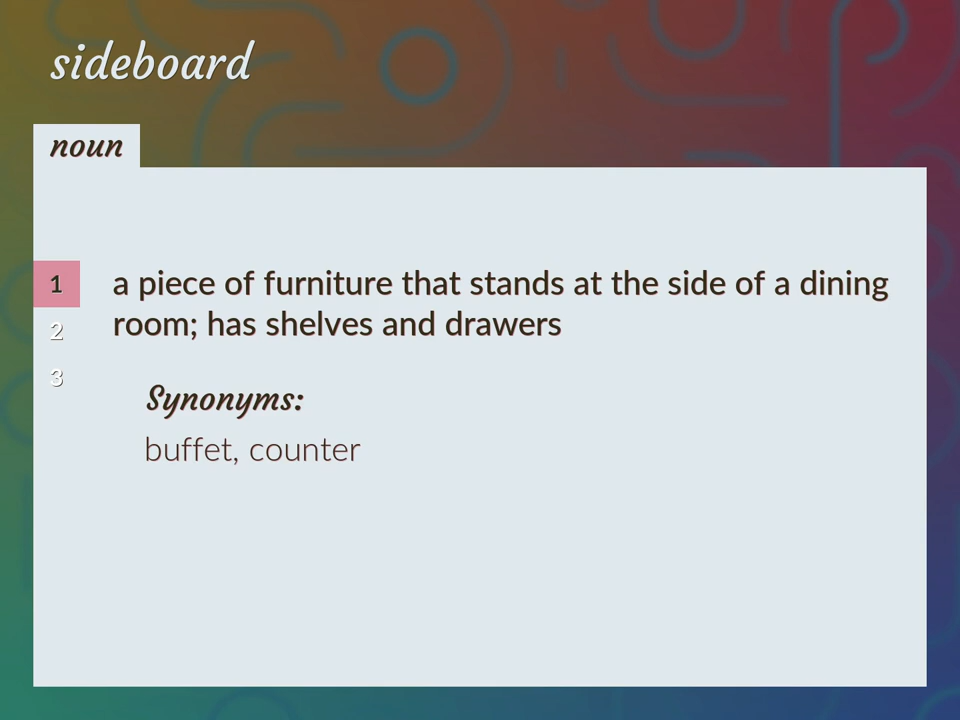 sideboard
noun
1
a piece of furniture that stands at the side of a dining
room; has shelves and drawers
2
3
Synonyms:
buffet, counter